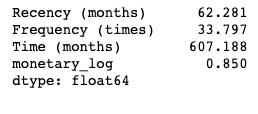 Recency (months) 62.281
Frequency (times) 33.797
Time (months) 607.188
monetary_log 0.850
dtype: float64